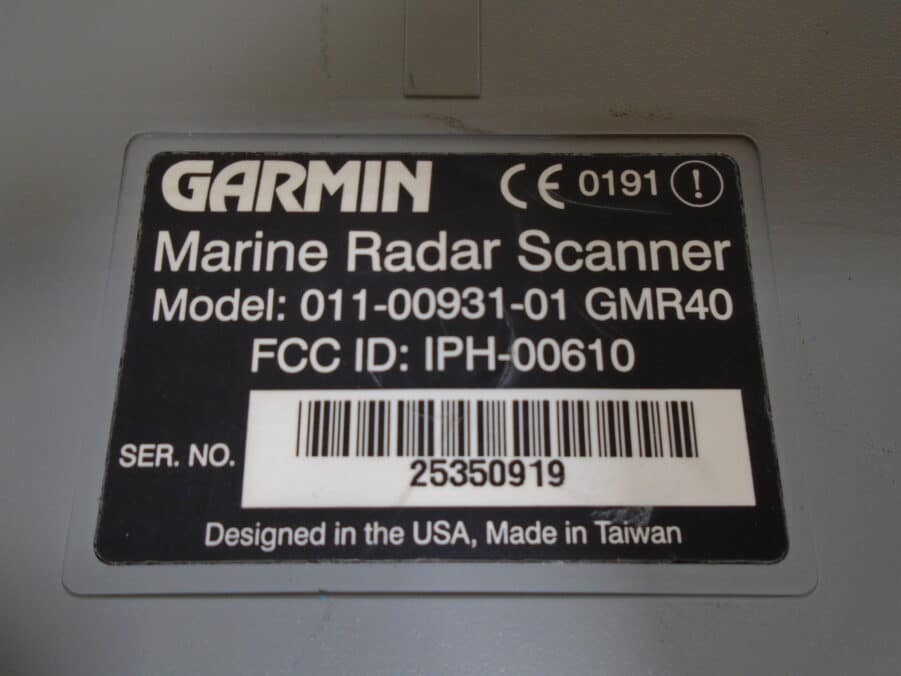 GARMIN CE 0191 !
Marine Radar Scanner
Model: 011-00931-01 GMR40
FCC ID: IPH-00610
SER. NO. 25350919
Designed in the USA, Made in Taiwan